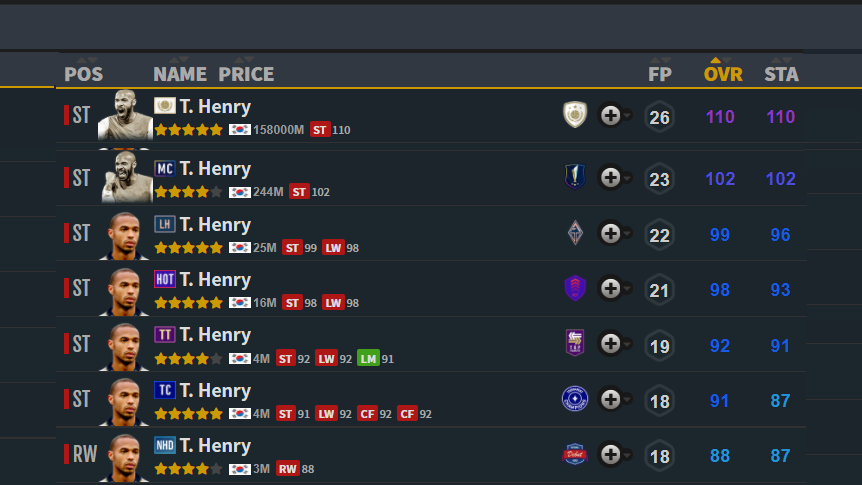 POS NAME PRICE FP OVR STA
ST T. Henry 26 110 110
158000M ST 110
ST MC T. Henry 23 102 102
244M ST 102
ST LH T. Henry 22 99 96
25M ST 99 LW 98
ST HOT T. Henry 21 98 93
16M ST 98 LW 98
ST TT T. Henry 19 92 91
4M ST 92 LW 92 LM 91
ST TC T. Henry 18 91 87
4M ST 91 LW 92 CF 92 CF 92
RW NHD T. Henry Debut 18 88 87
3M RW 88